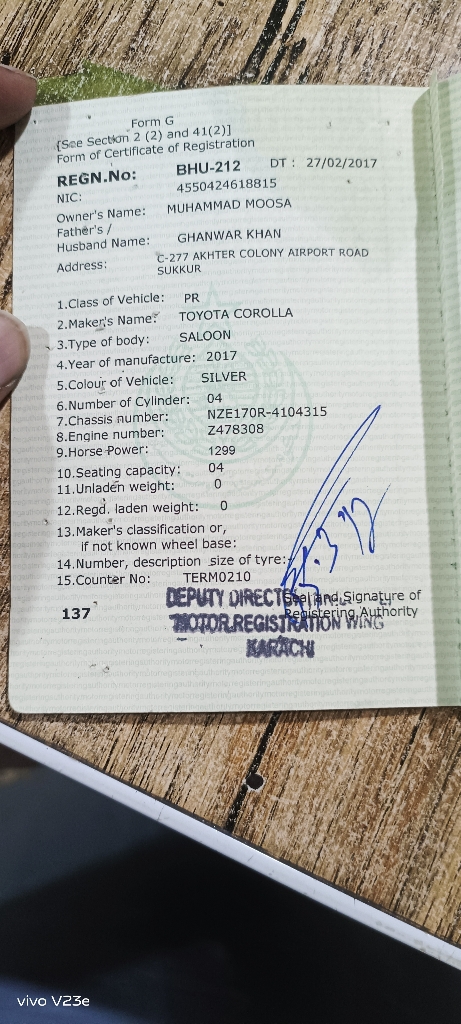 Form G
[See Section 2 (2) and 41(2)]
Form of Certificate of Registration
REGN.No: BHU-212 DT : 27/02/2017
NIC: 4550424618815
Owner's Name: MUHAMMAD MOOSA
Father's /
Husband Name: GHANWAR KHAN
Address: C-277 AKHTER COLONY AIRPORT ROAD
SUKKUR
1.Class of Vehicle: PR
2.Maker's Name: TOYOTA COROLLA
3.Type of body: SALOON
4.Year of manufacture: 2017
5.Colour of Vehicle: SILVER
6.Number of Cylinder: 04
7.Chassis number: NZE170R-4104315
8.Engine number: Z478308
9.Horse Power: 1299
10.Seating capacity: 04
11.Unladen weight: 0
12.Regd. laden weight: 0
13.Maker's classification or,
if not known wheel base:
14.Number, description size of tyre:
15.Counter No: TERM0210
Seal and Signature of
Registering Authority
137
DEPUTY
MOTOR REGISTRATION WING
KARACHI
vivo V23e